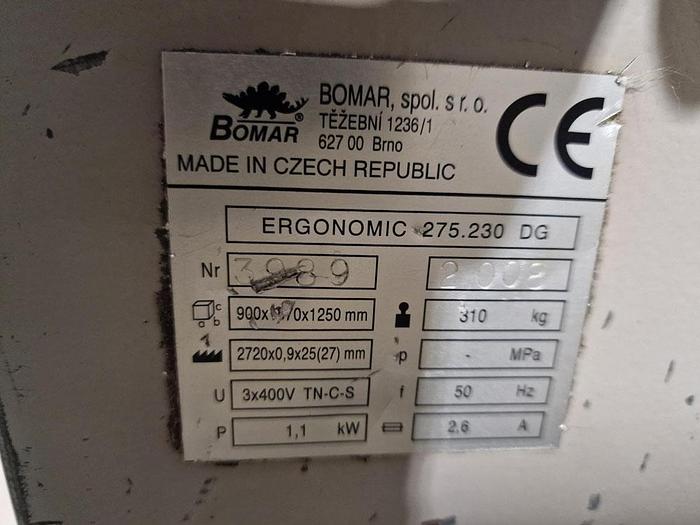 BOMAR®
BOMAR, spol. s r. o.
TĚŽEBNÍ 1236/1
627 00 Brno
CE
MADE IN CZECH REPUBLIC
ERGONOMIC 275.230 DG
Nr
c
a b
310 kg
2720x0,9x25(27) mm
p - MPa
U 3x400V TN-C-S
f 50 Hz
P 1,1 kW
2,6 A